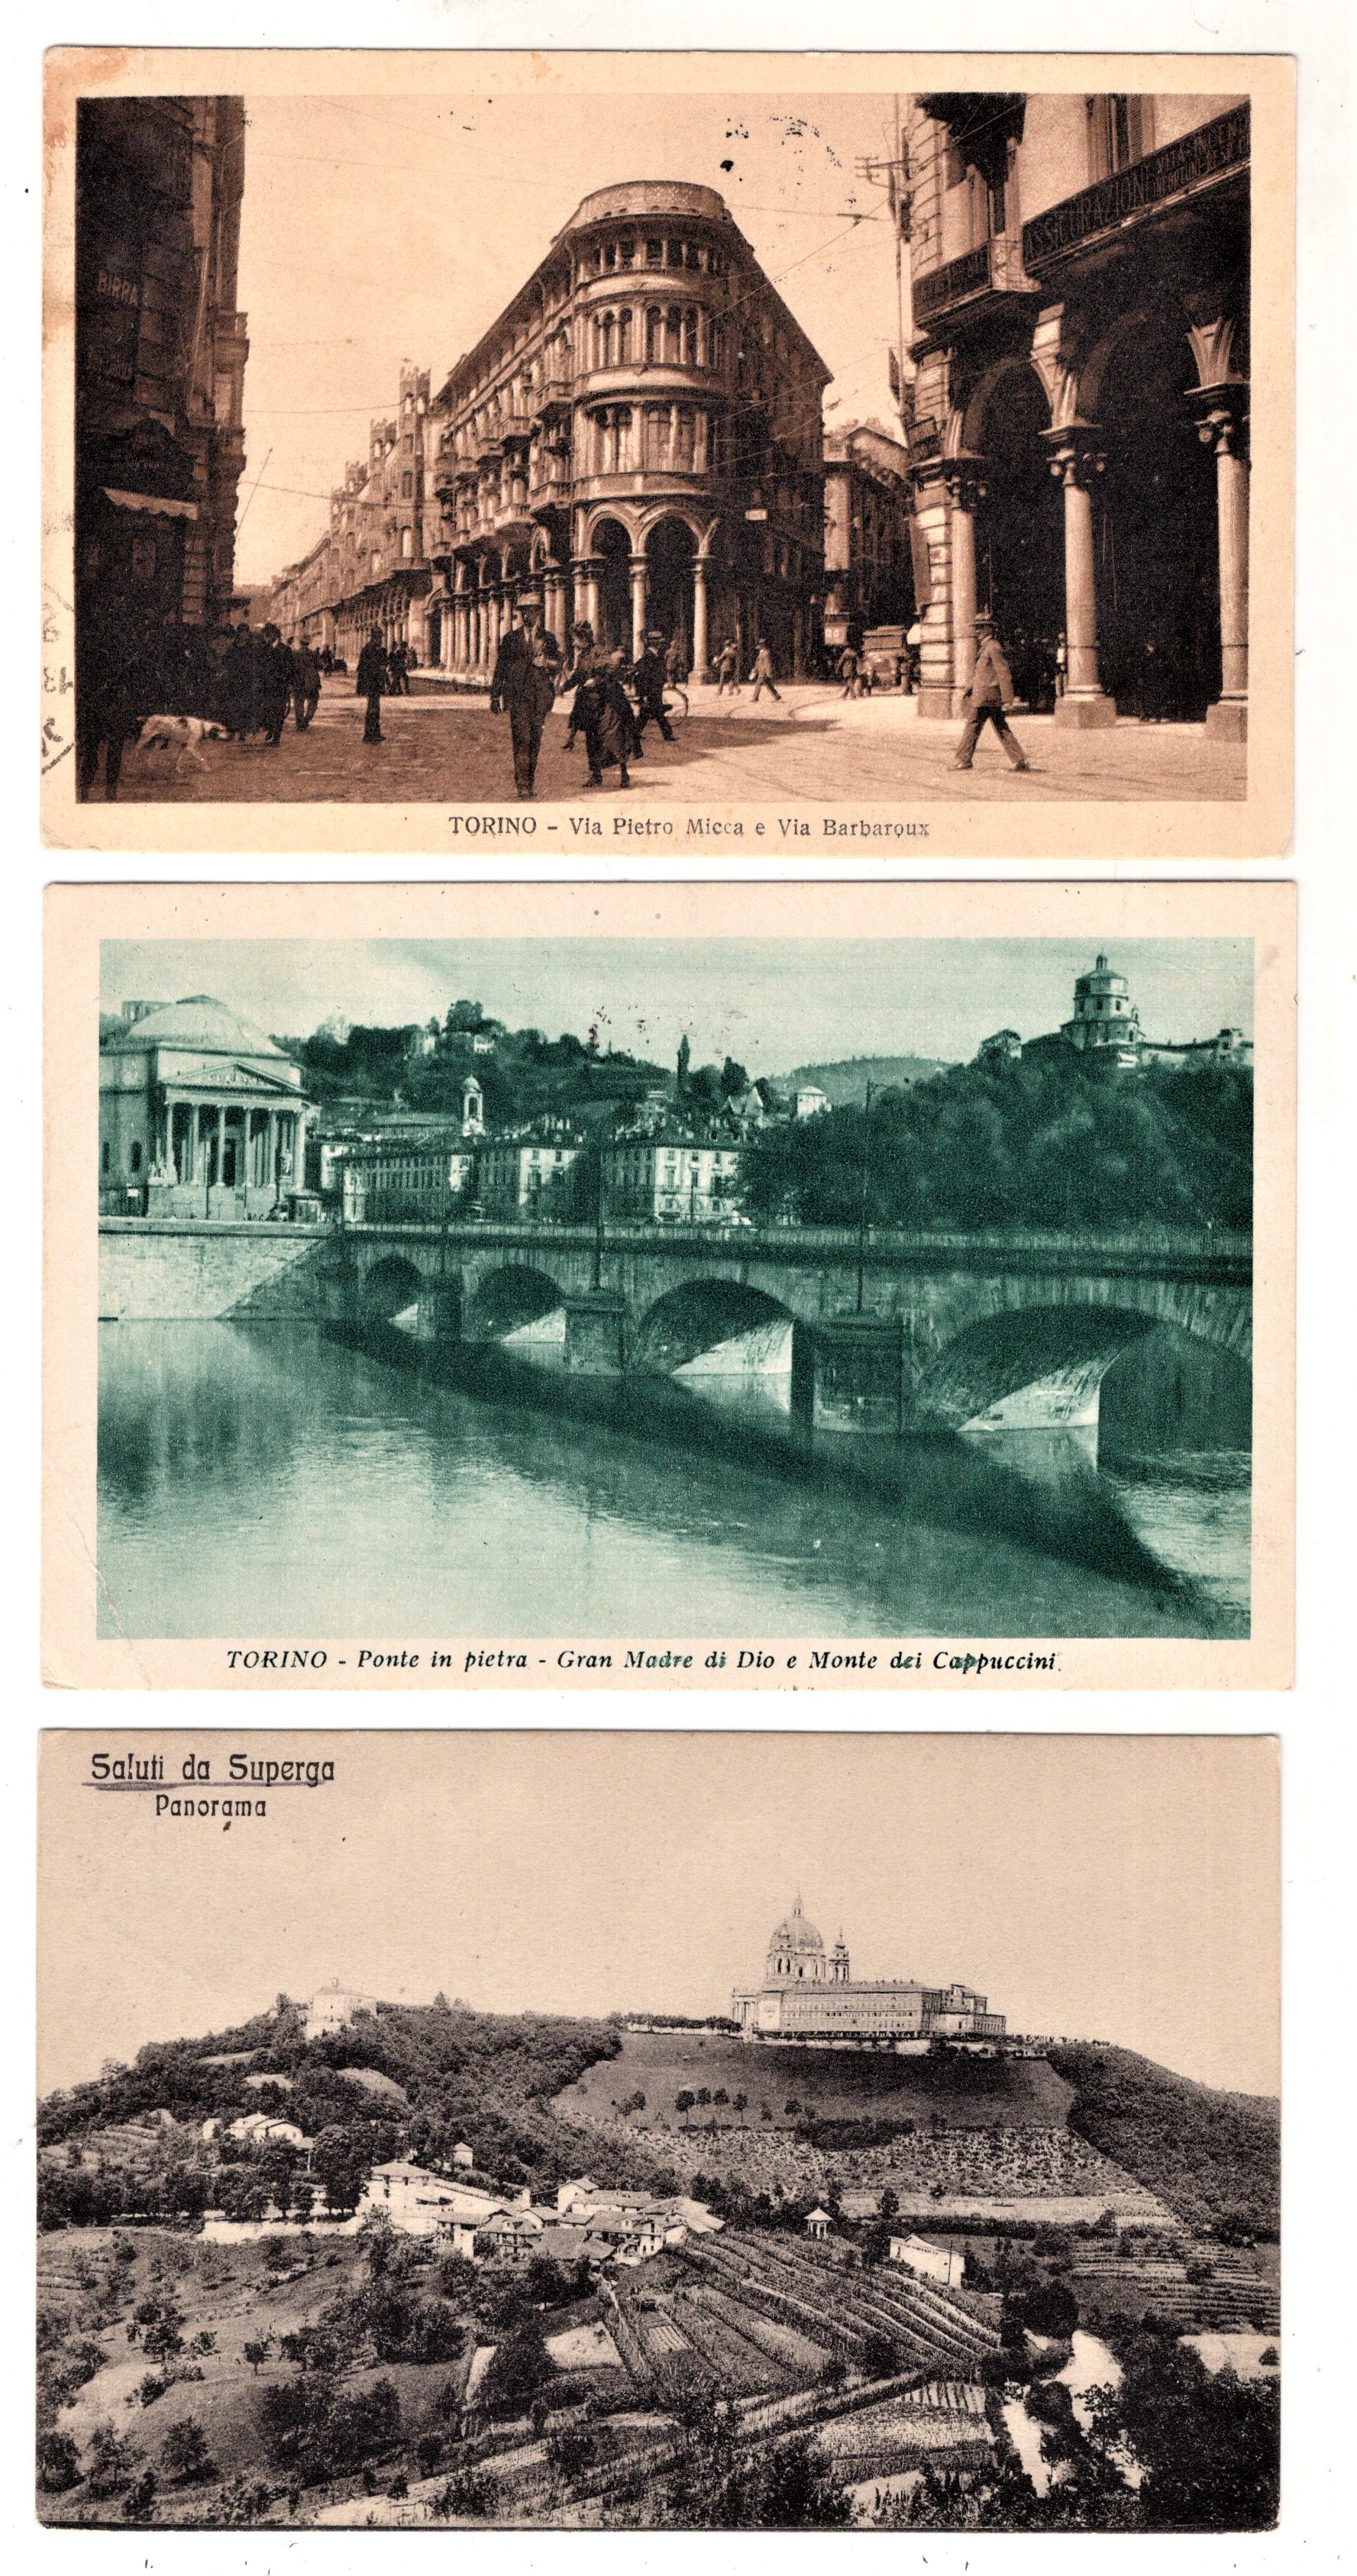 BIRRA
ASSICURAZIONI
TORINO - Via Pietro Micca e Via Barbaroux
TORINO - Ponte in pietra - Gran Madre di Dio e Monte dei Cappuccini.
Saluti da Superga
Panorama